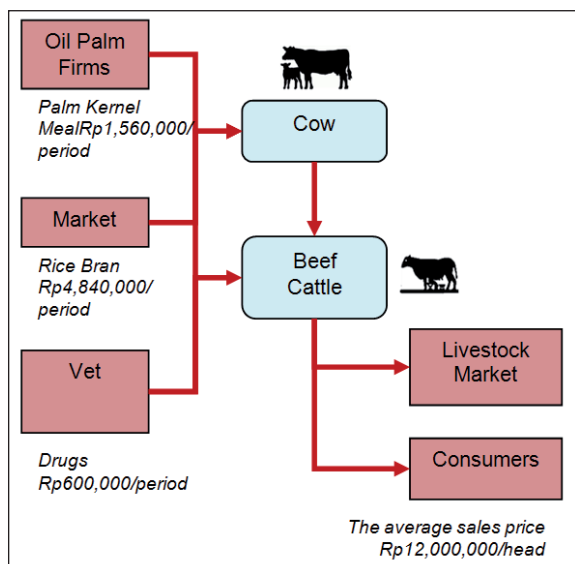 Oil Palm
Firms
Palm Kernel
MealRp1,560,000/
period
Cow
Market
Rice Bran
Rp4,840,000/
period
Beef
Cattle
Vet
Drugs
Rp600,000/period
Livestock
Market
Consumers
The average sales price
Rp12,000,000/head